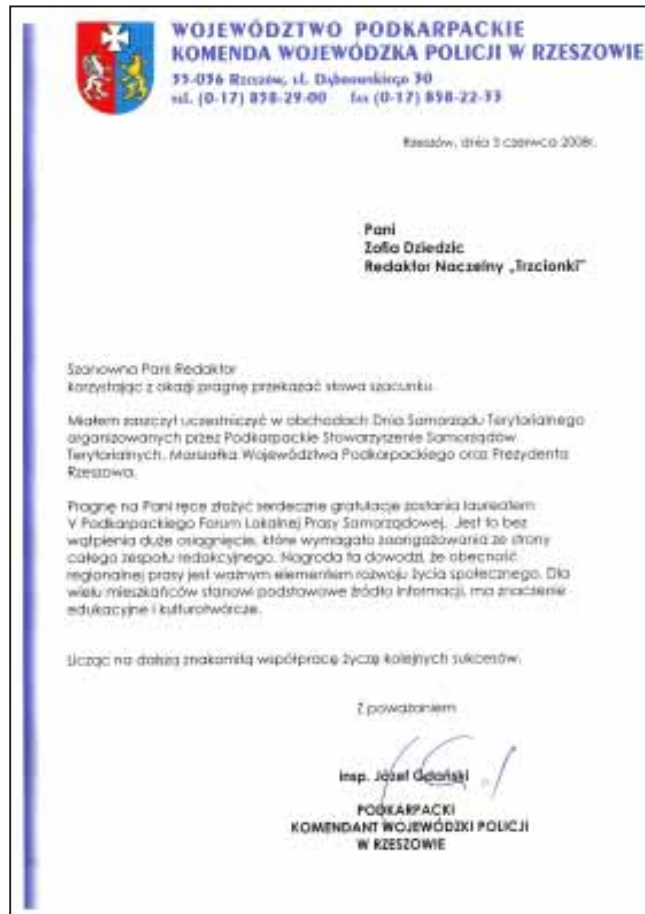 WOJEWÓDZTWO PODKARPACKIE
KOMENDA WOJEWÓDZKA POLICJI W RZESZOWIE
35-036 Rzeszów, ul. Dąbrowskiego 30
tel. (0-17) 858-29-00 fax (0-17) 858-22-33
Rzeszów, dnia 5 czerwca 2008r.
Pani
Zofia Dziedzic
Redaktor Naczelny „Trzcionki"
Szanowna Pani Redaktor
korzystając z okazji pragnę przekazać słowa szacunku.
Miałem zaszczyt uczestniczyć w obchodach Dnia Samorządu Terytorialnego
organizowanych przez Podkarpackie Stowarzyszenie Samorządów
Terytorialnych, Marszałka Województwa Podkarpackiego oraz Prezydenta
Rzeszowa.
Pragnę na Pani ręce złożyć serdeczne gratulacje zostania laureatem
V Podkarpackiego Forum Lokalnej Prasy Samorządowej. Jest to bez
wątpienia duże osiągnięcie, które wymagało zaangażowania ze strony
całego zespołu redakcyjnego. Nagroda ta dowodzi, że obecność
regionalnej prasy jest ważnym elementem rozwoju życia społecznego. Dla
wielu mieszkańców stanowi podstawowe źródło informacji, ma znaczenie
edukacyjne i kulturotwórcze.
Licząc na dalszą znakomitą współpracę życzę kolejnych sukcesów.
Z poważaniem
insp. Józef Gdański
PODKARPACKI
KOMENDANT WOJEWÓDZKI POLICJI
W RZESZOWIE